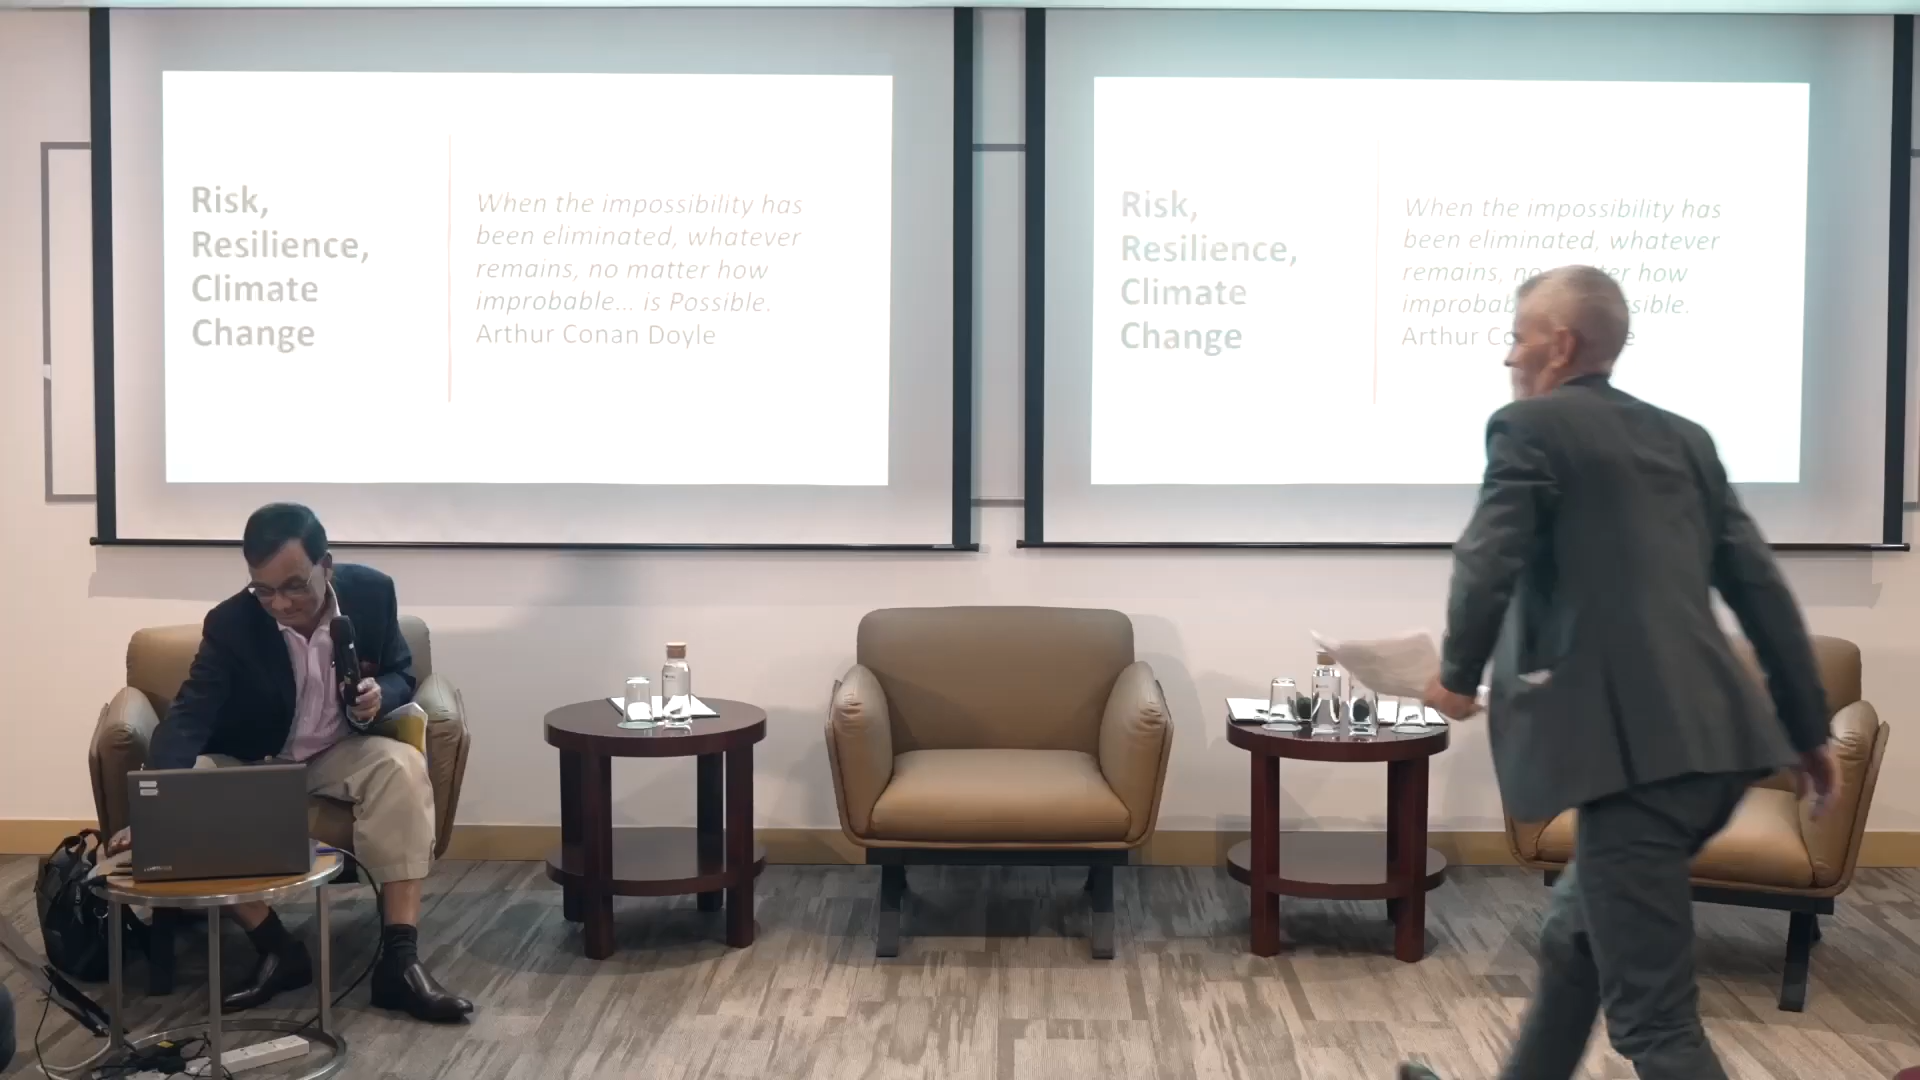 Risk,
Resilience,
Climate
Change
When the impossibility has
been eliminated, whatever
remains, no matter how
improbable... is Possible.
Arthur Conan Doyle
Risk,
Resilience,
Climate
Change
When the impossibility has
been eliminated, whatever
remains, how
Arthur